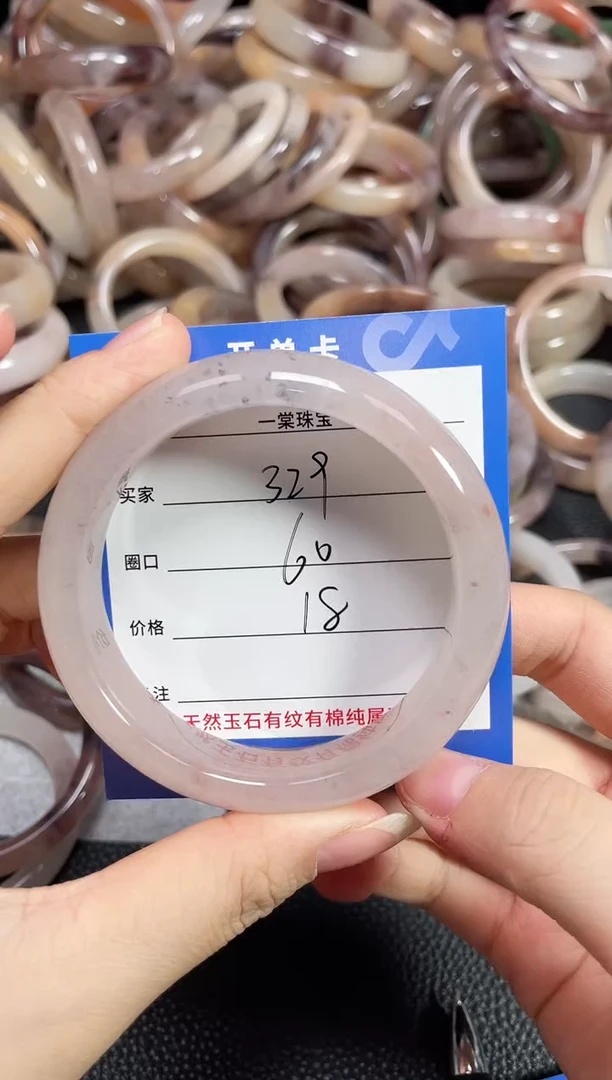 开单卡
一棠珠宝
买家 329
圈口 60
价格 18
注
天然玉石有纹有棉纯属